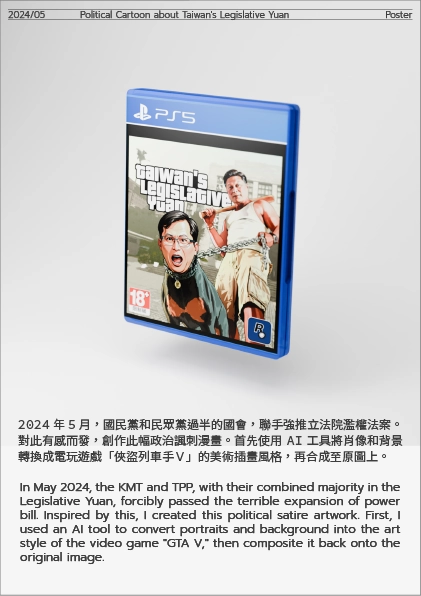 2024/05 Political Cartoon about Taiwan's Legislative Yuan Poster
PS5
taiwan's
Legislative
Yuan
18+
R
2024 年 5 月，國民黨和民眾黨過半的國會，聯手強推立法院濫權法案。
對此有感而發，創作此幅政治諷刺漫畫。首先使用 AI 工具將肖像和背景
轉換成電玩遊戲「俠盜列車手Ⅴ」的美術插畫風格，再合成至原圖上。
In May 2024, the KMT and TPP, with their combined majority in the
Legislative Yuan, forcibly passed the terrible expansion of power
bill. Inspired by this, I created this political satire artwork. First, I
used an AI tool to convert portraits and background into the art
style of the video game "GTA V," then composite it back onto the
original image.